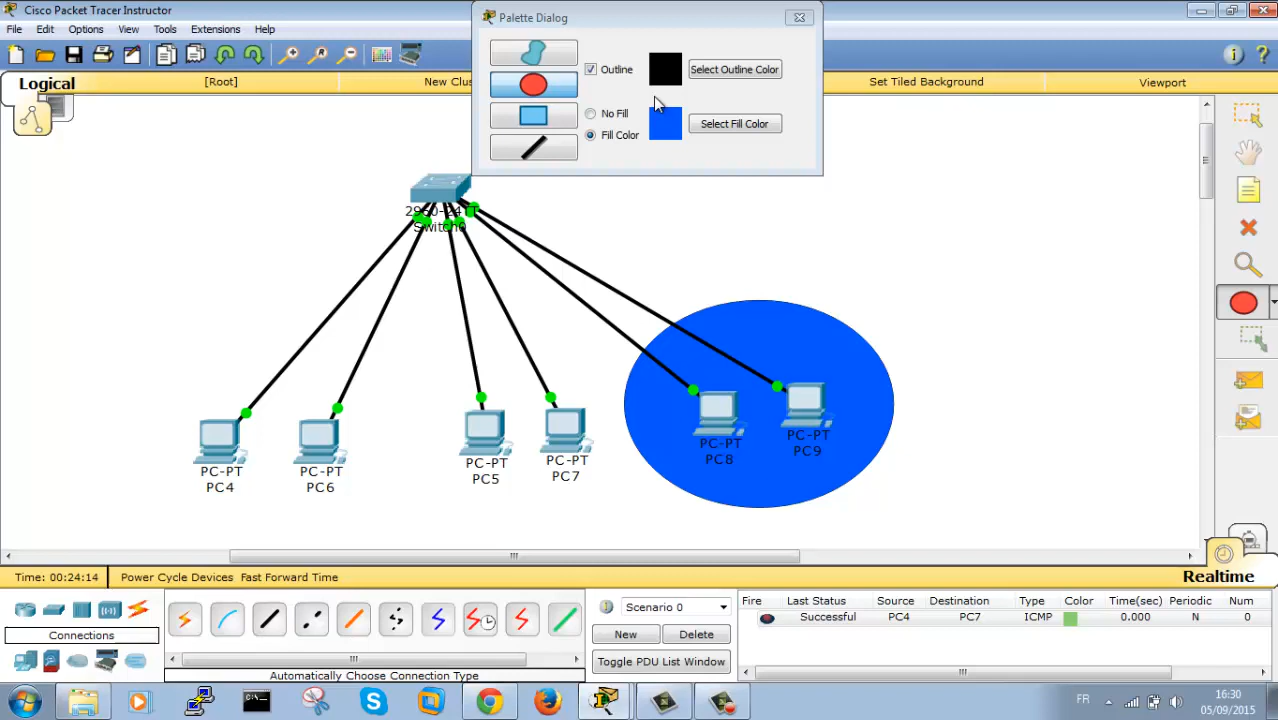 Cisco Packet Tracer Instructor
File Edit Options View Tools Extensions Help
Palette Dialog
Outline
Select Outline Color
No Fill
Fill Color
Select Fill Color
Logical
[Root]
New Clus
Set Tiled Background
Viewport
2960-24TT
Switch0
PC-PT
PC4
PC-PT
PC6
PC-PT
PC5
PC-PT
PC7
PC-PT
PC8
PC-PT
PC9
Time: 00:24:14
Power Cycle Devices Fast Forward Time
Realtime
Connections
Automatically Choose Connection Type
Scenario 0
New
Delete
Toggle PDU List Window
Fire Last Status Source Destination Type Color Time(sec) Periodic Num
Successful PC4 PC7 ICMP 0.000 N 0
FR
16:30
05/09/2015